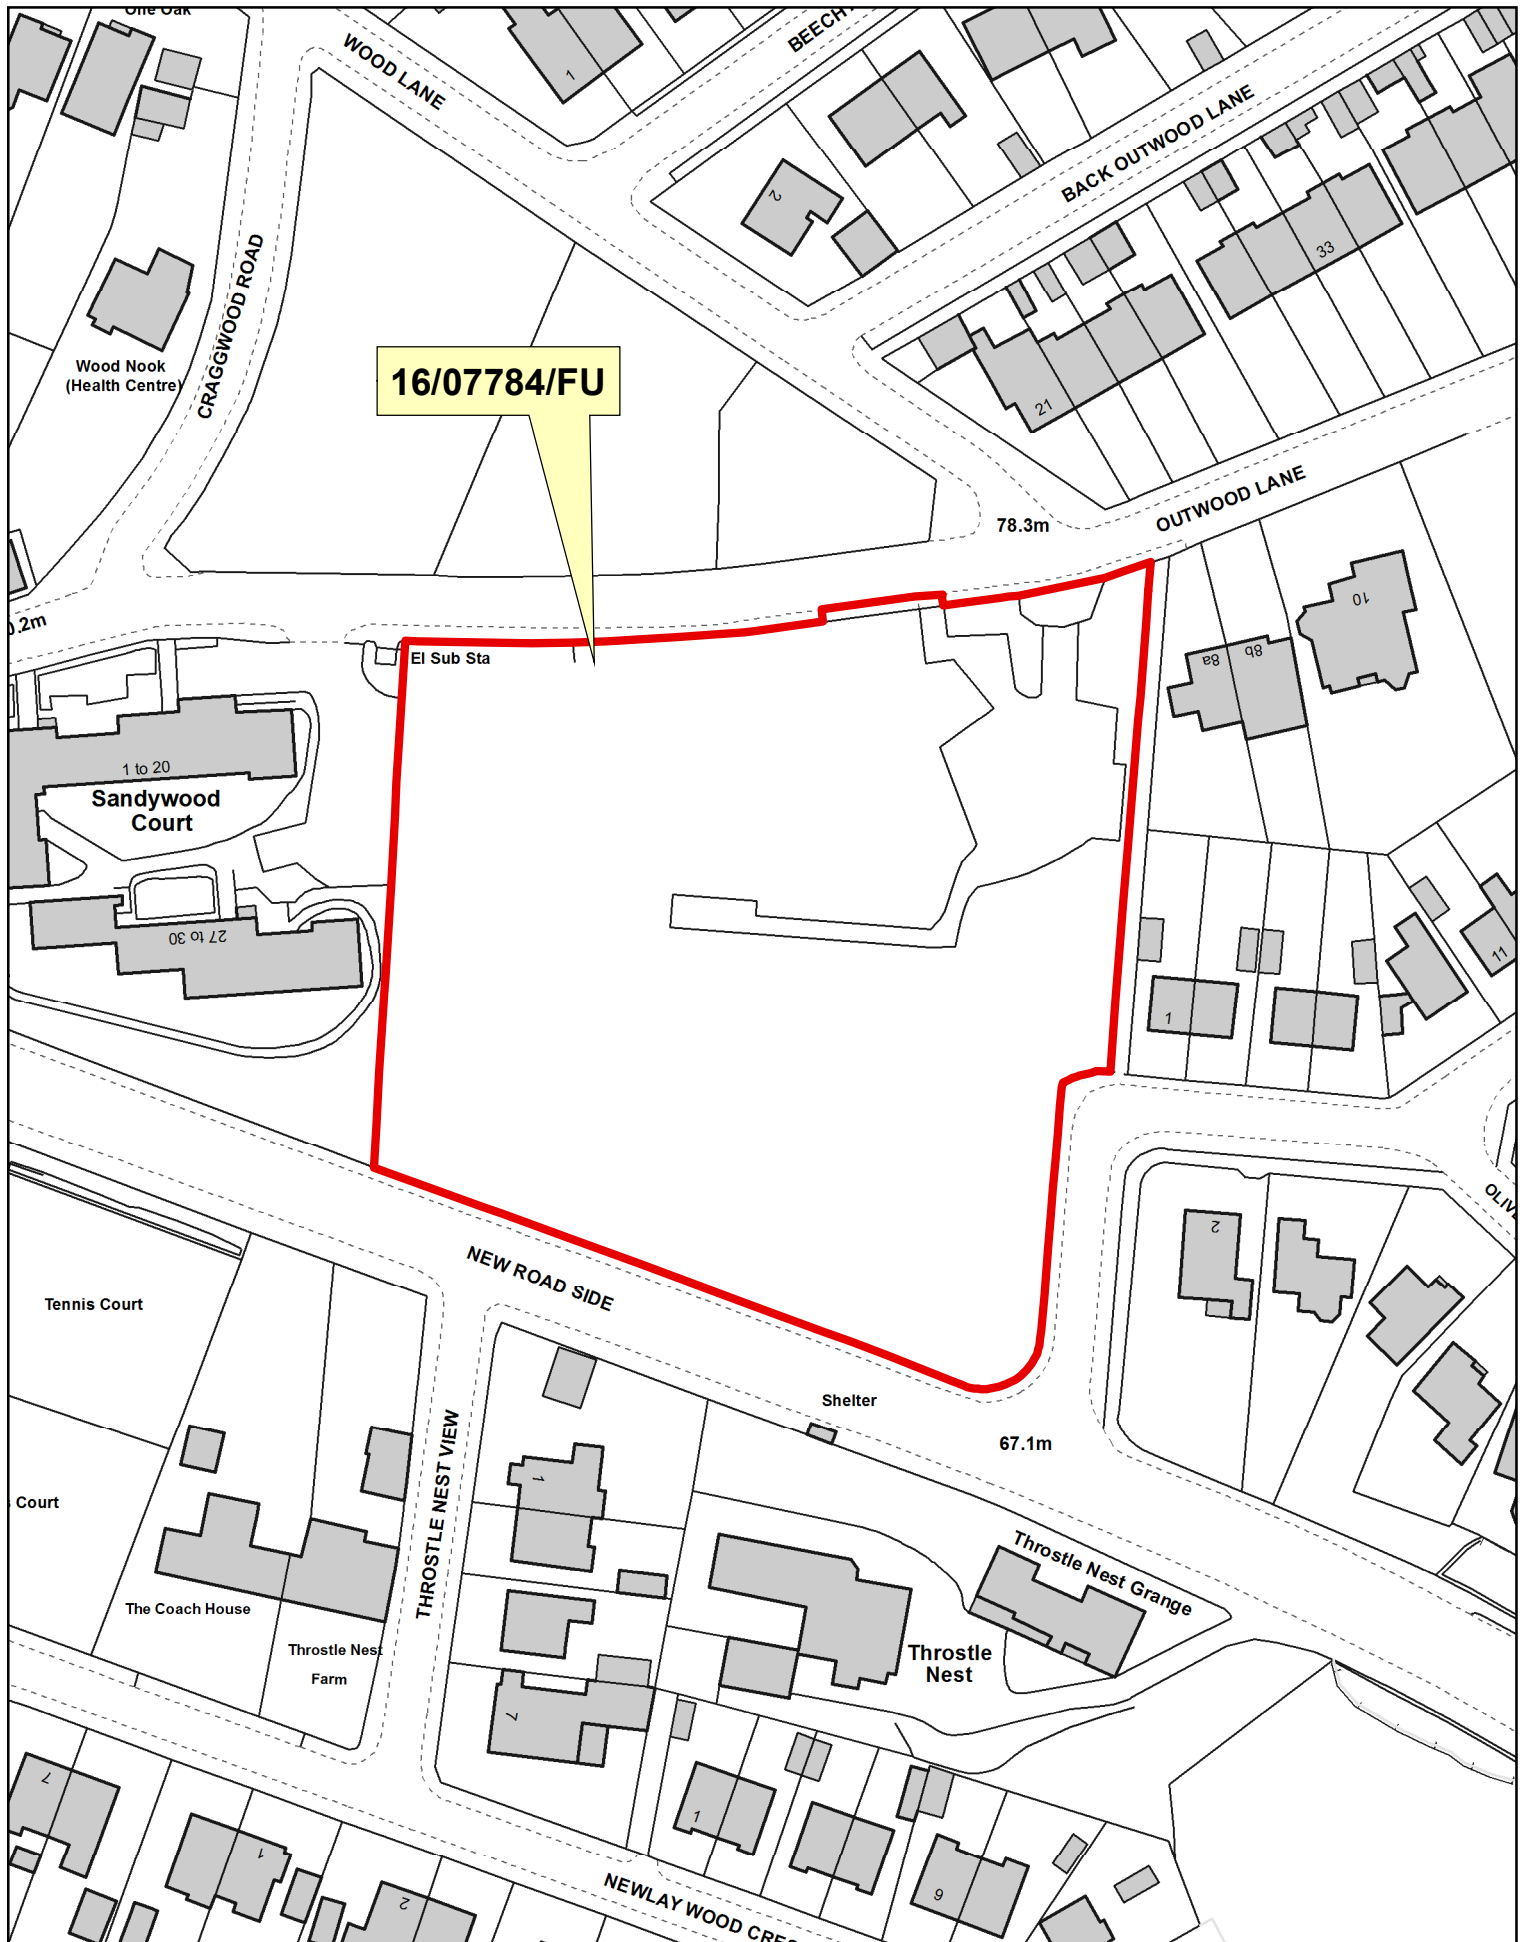 One Oak
WOOD LANE
1
BEECH
2
BACK OUTWOOD LANE
33
21
CRAGGWOOD ROAD
Wood Nook
(Health Centre)
16/07784/FU
OUTWOOD LANE
78.3m
0.2m
El Sub Sta
10
8a
8b
1 to 20
Sandywood
Court
27 to 30
11
1
2
NEW ROAD SIDE
Tennis Court
Shelter
67.1m
THROSTLE NEST VIEW
1
Court
Throstle Nest Grange
The Coach House
Throstle Nest
Farm
Throstle
Nest
7
7
1
1
2
9
NEWLAY WOOD